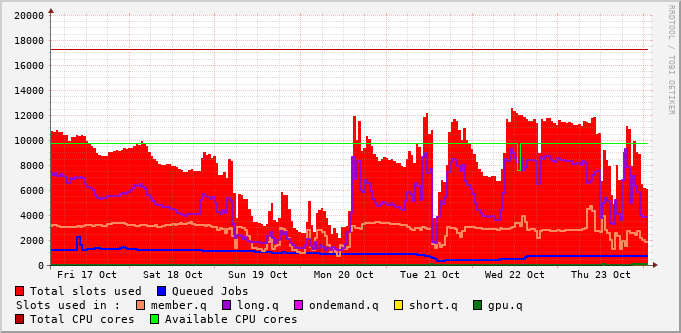 20000
18000
16000
14000
12000
10000
8000
6000
4000
2000
0
Fri 17 Oct Sat 18 Oct Sun 19 Oct Mon 20 Oct Tue 21 Oct Wed 22 Oct Thu 23 Oct
RRDTOOL / TOBI OETIKER
Total slots used Queued Jobs
Slots used in : member.q long.q ondemand.q short.q gpu.q
Total CPU cores Available CPU cores